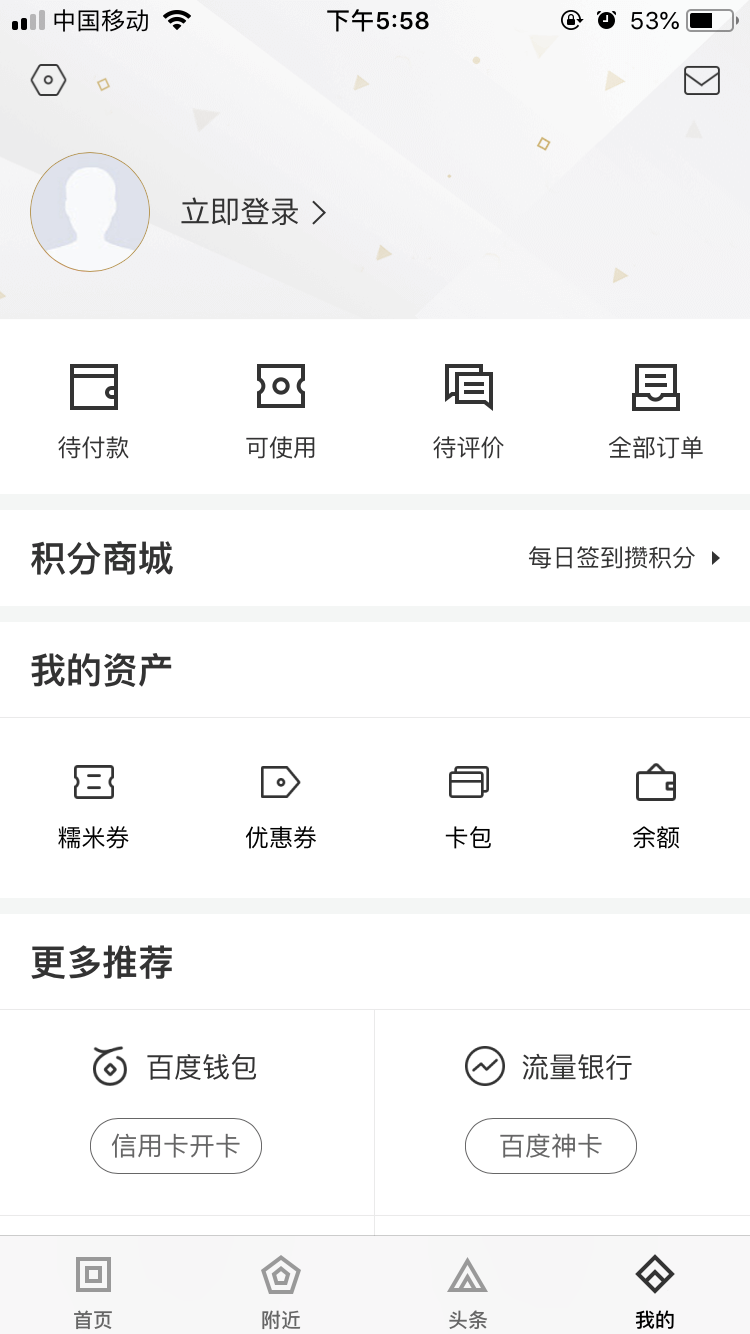 中国移动 下午5:58 53%
立即登录
待付款 可使用 待评价 全部订单
积分商城 每日签到攒积分
我的资产
糯米券 优惠券 卡包 余额
更多推荐
百度钱包 流量银行
信用卡开卡 百度神卡
首页 附近 头条 我的